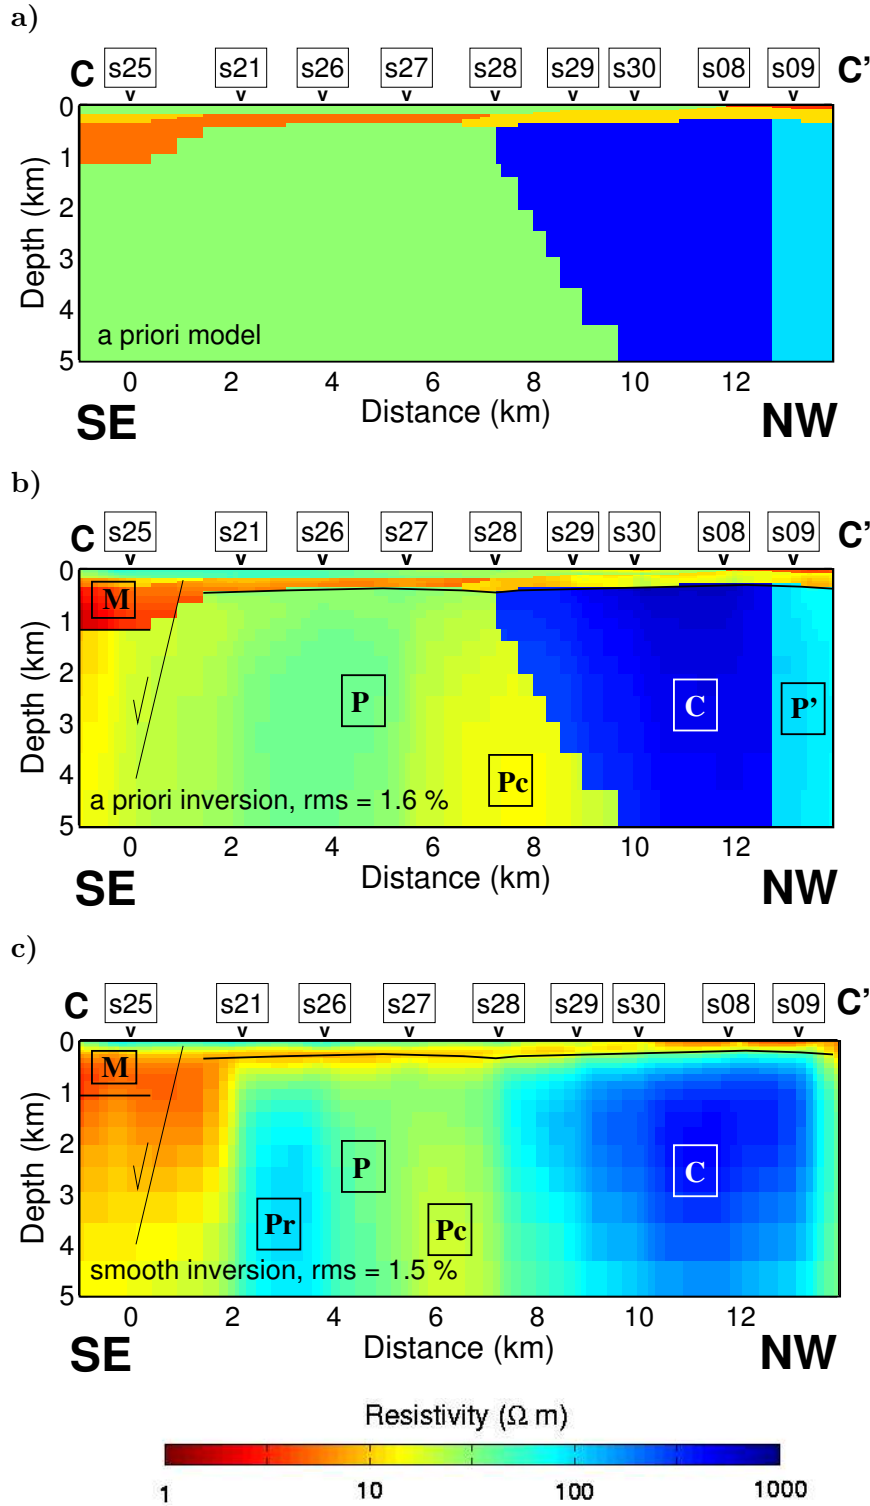 a)
C s25 s21 s26 s27 s28 s29 s30 s08 s09 C’
0
1
2
3
4
5
Depth (km)
a priori model
0 2 4 6 8 10 12
SE Distance (km) NW
b)
C s25 s21 s26 s27 s28 s29 s30 s08 s09 C’
0
1
2
3
4
5
Depth (km)
M
P C P’
Pc
a priori inversion, rms = 1.6 %
0 2 4 6 8 10 12
SE Distance (km) NW
c)
C s25 s21 s26 s27 s28 s29 s30 s08 s09 C’
0
1
2
3
4
5
Depth (km)
M
P C
Pr Pc
smooth inversion, rms = 1.5 %
0 2 4 6 8 10 12
SE Distance (km) NW
Resistivity (Ω m)
1 10 100 1000